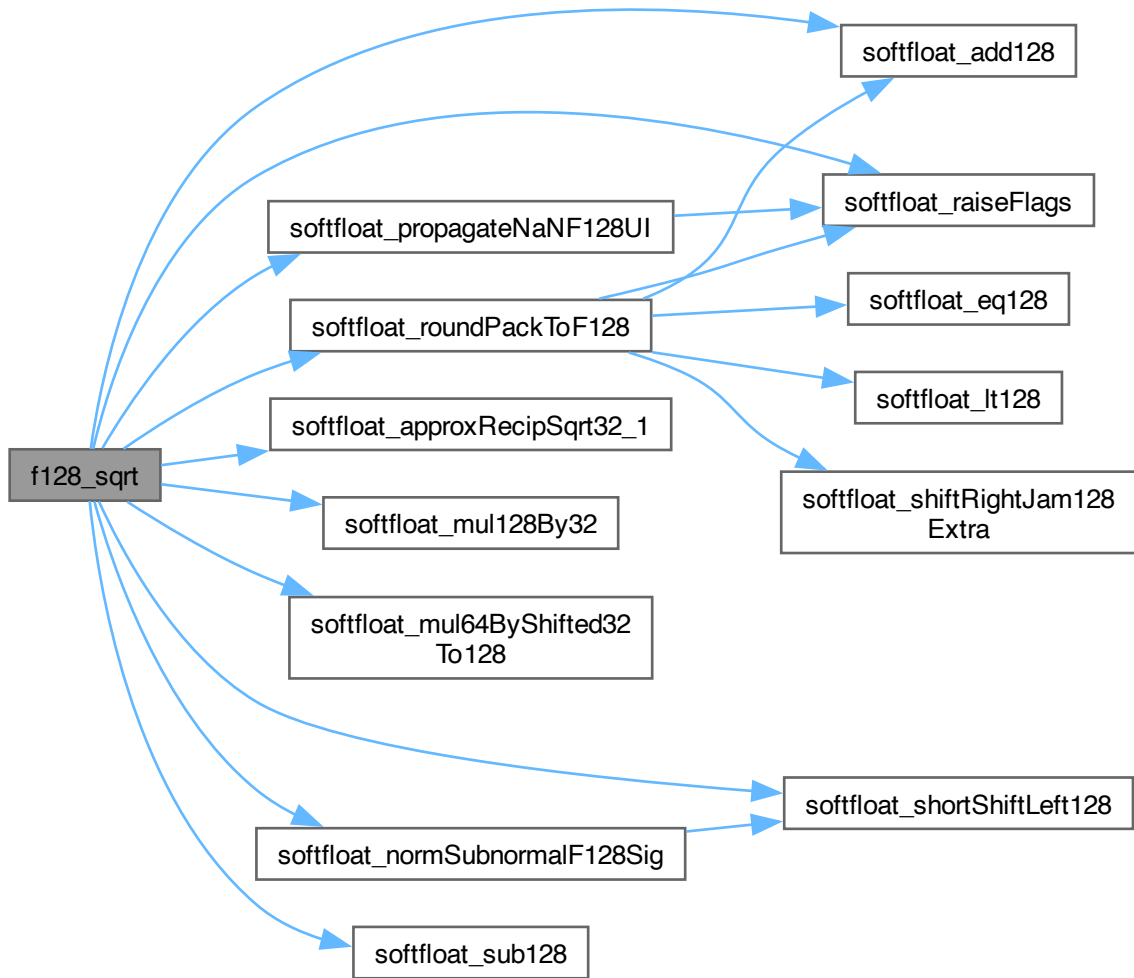 softfloat_add128
softfloat_raiseFlags
softfloat_propagateNaNF128UI
softfloat_eq128
softfloat_roundPackToF128
softfloat_lt128
softfloat_approxRecipSqrt32_1
f128_sqrt
softfloat_shiftRightJam128
Extra
softfloat_mul128By32
softfloat_mul64ByShifted32
To128
softfloat_shortShiftLeft128
softfloat_normSubnormalF128Sig
softfloat_sub128